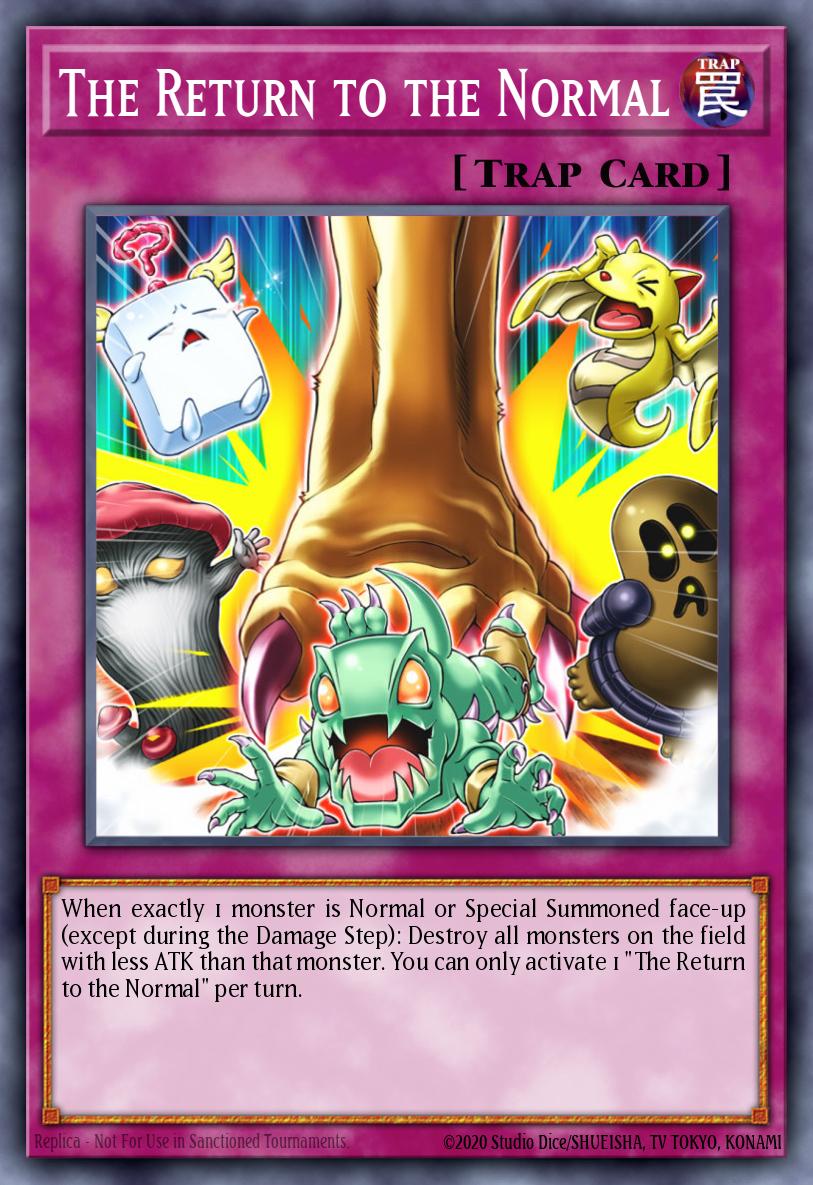 The Return to the Normal
TRAP
罠
[Trap Card]
When exactly 1 monster is Normal or Special Summoned face-up
(except during the Damage Step): Destroy all monsters on the field
with less ATK than that monster. You can only activate 1 "The Return
to the Normal" per turn.
Replica - Not For Use in Sanctioned Tournaments.
©2020 Studio Dice/SHUEISHA, TV TOKYO, KONAMI